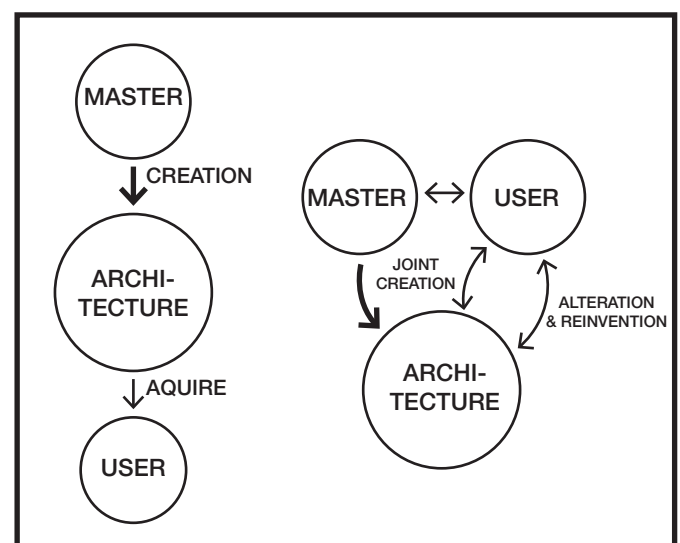 MASTER
CREATION
ARCHI-
TECTURE
AQUIRE
USER
MASTER
USER
JOINT
CREATION
ALTERATION
& REINVENTION
ARCHI-
TECTURE